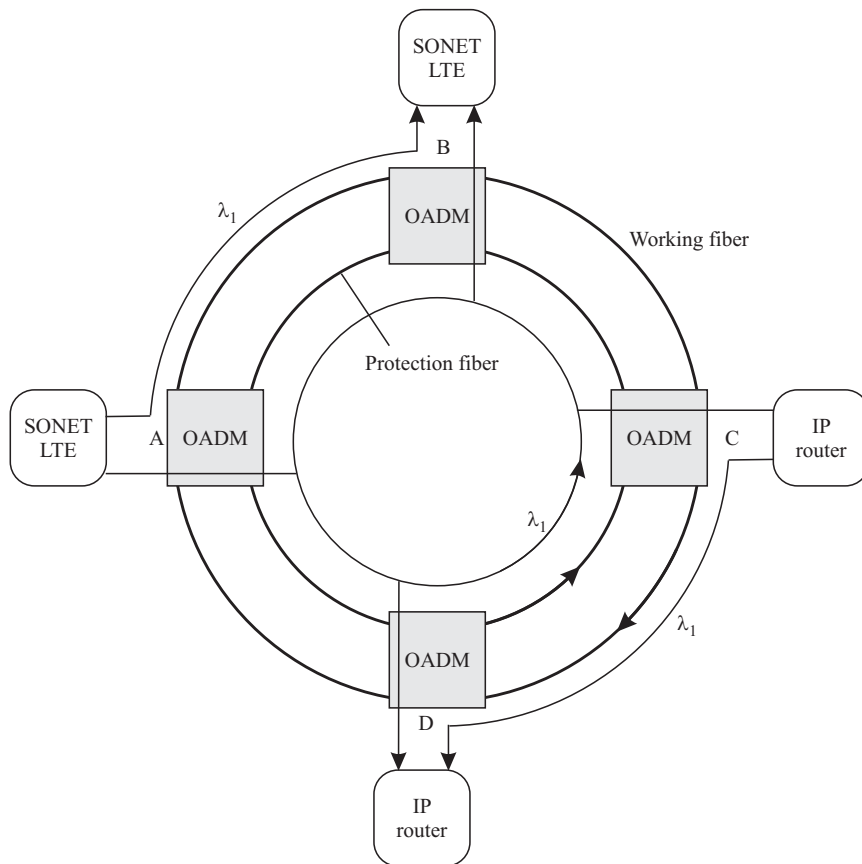 SONET
LTE
B
λ1
OADM
Working fiber
Protection fiber
SONET
LTE
A
OADM
OADM
C
IP
router
λ1
λ1
OADM
D
IP
router